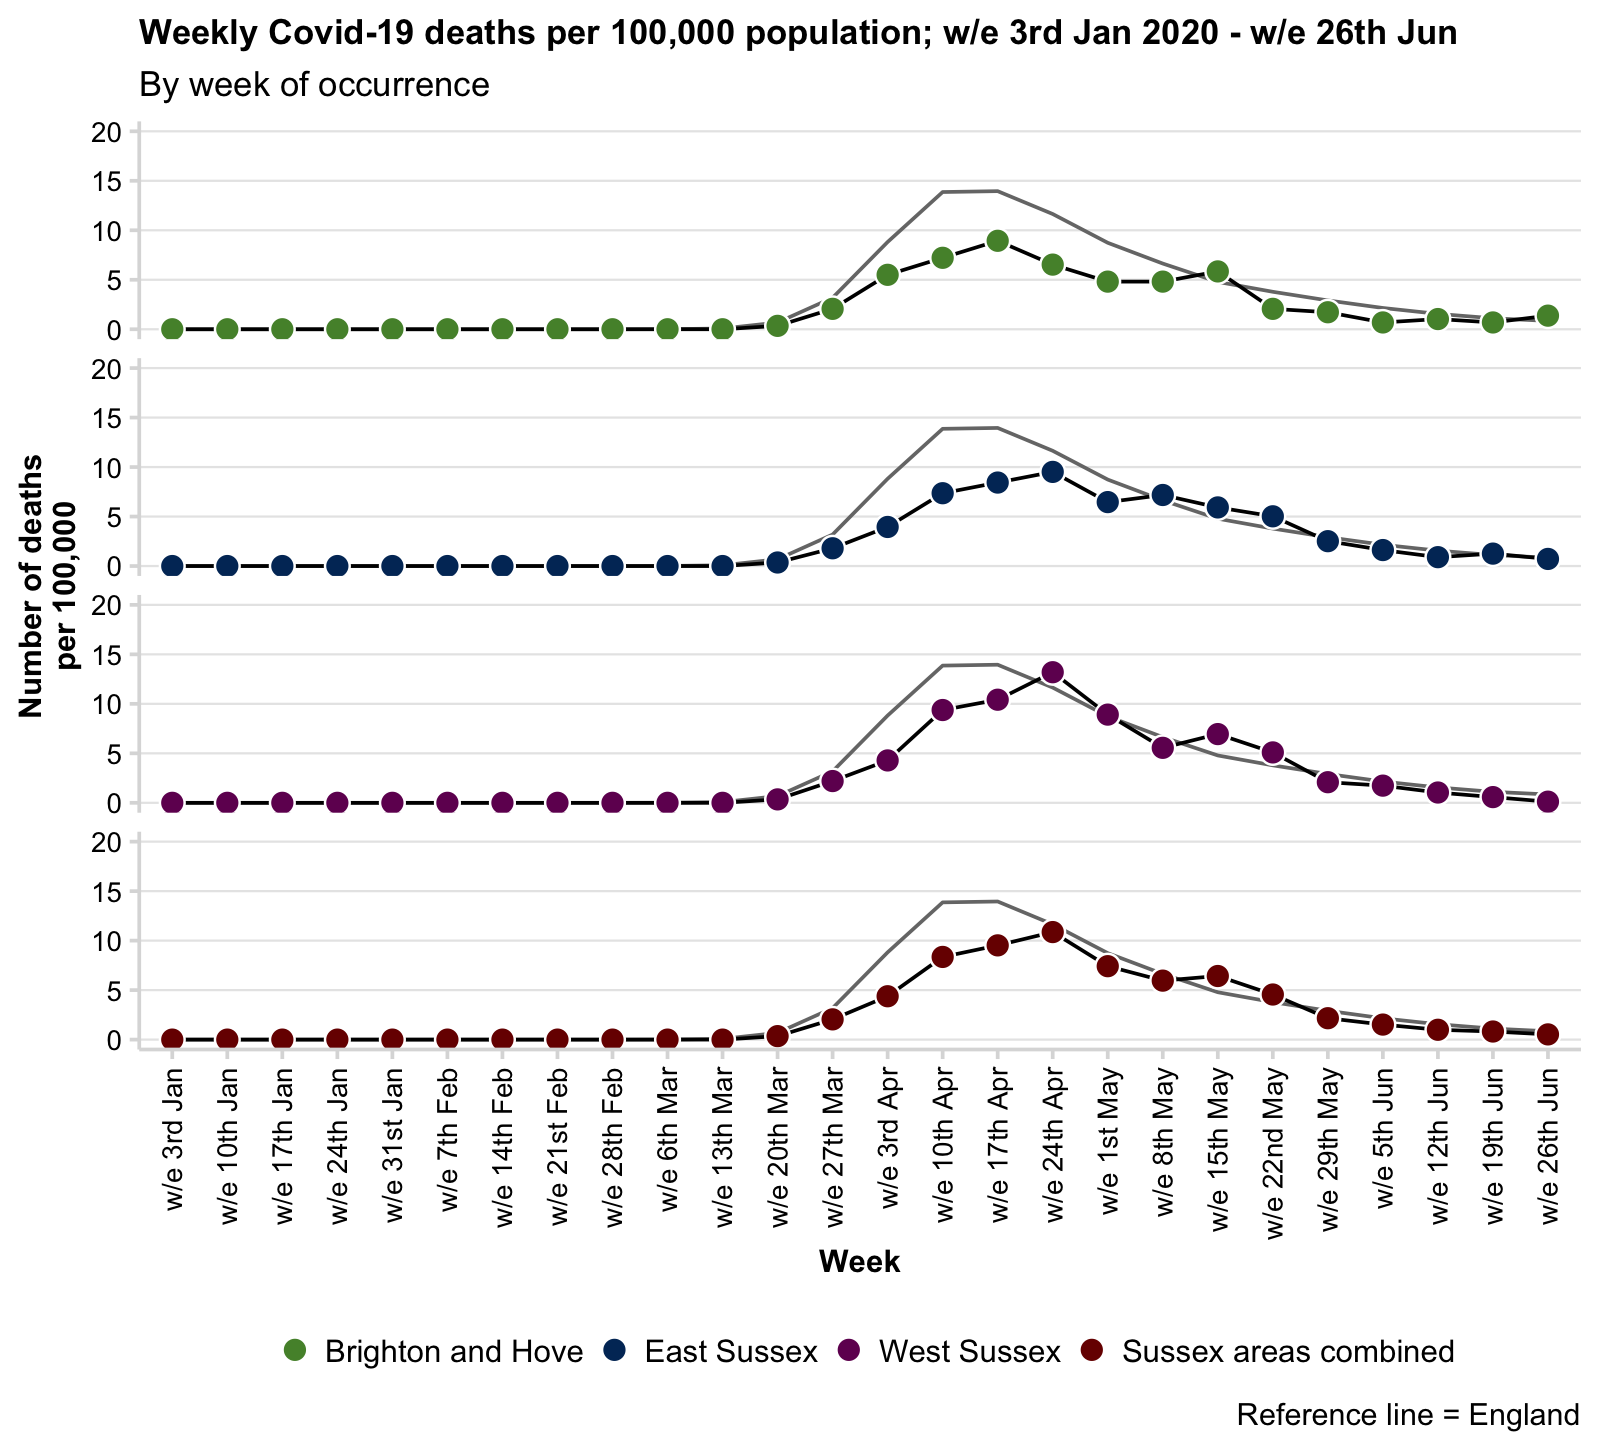 Weekly Covid-19 deaths per 100,000 population; w/e 3rd Jan 2020 - w/e 26th Jun
By week of occurrence
Number of deaths
per 100,000
20
15
10
5
0
20
15
10
5
0
20
15
10
5
0
20
15
10
5
0
w/e 3rd Jan
w/e 10th Jan
w/e 17th Jan
w/e 24th Jan
w/e 31st Jan
w/e 7th Feb
w/e 14th Feb
w/e 21st Feb
w/e 28th Feb
w/e 6th Mar
w/e 13th Mar
w/e 20th Mar
w/e 27th Mar
w/e 3rd Apr
w/e 10th Apr
w/e 17th Apr
w/e 24th Apr
w/e 1st May
w/e 8th May
w/e 15th May
w/e 22nd May
w/e 29th May
w/e 5th Jun
w/e 12th Jun
w/e 19th Jun
w/e 26th Jun
Week
Brighton and Hove East Sussex West Sussex Sussex areas combined
Reference line = England